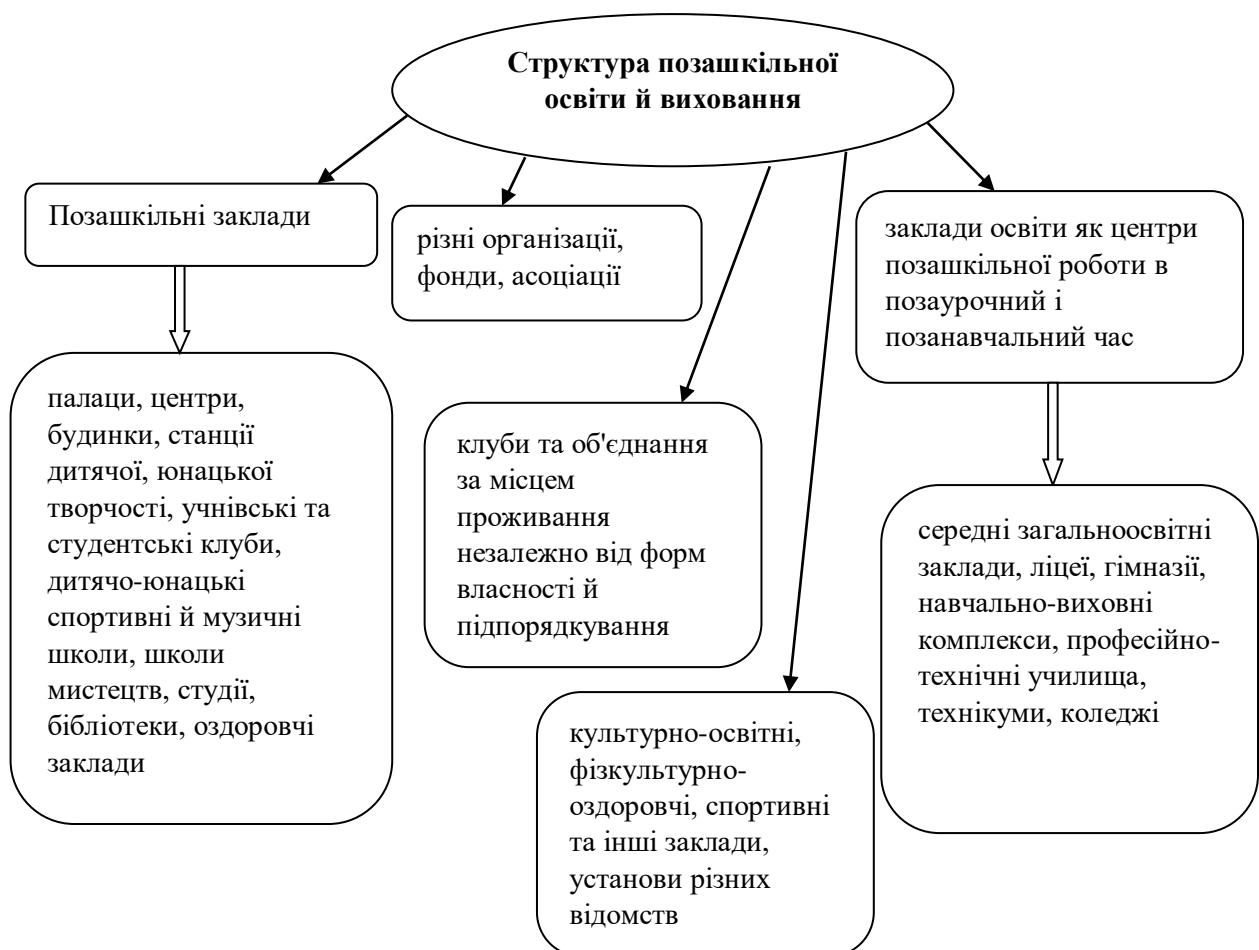 Структура позашкільної
освіти й виховання
Позашкільні заклади
різні організації,
фонди, асоціації
заклади освіти як центри
позашкільної роботи в
позаурочний і
позанавчальний час
палаци, центри,
будинки, станції
дитячої, юнацької
творчості, учнівські та
студентські клуби,
дитячо-юнацькі
спортивні й музичні
школи, школи
мистецтв, студії,
бібліотеки, оздоровчі
заклади
клуби та об'єднання
за місцем
проживання
незалежно від форм
власності й
підпорядкування
культурно-освітні,
фізкультурно-
оздоровчі, спортивні
та інші заклади,
установи різних
відомств
середні загальноосвітні
заклади, ліцеї, гімназії,
навчально-виховні
комплекси, професійно-
технічні училища,
технікуми, коледжі